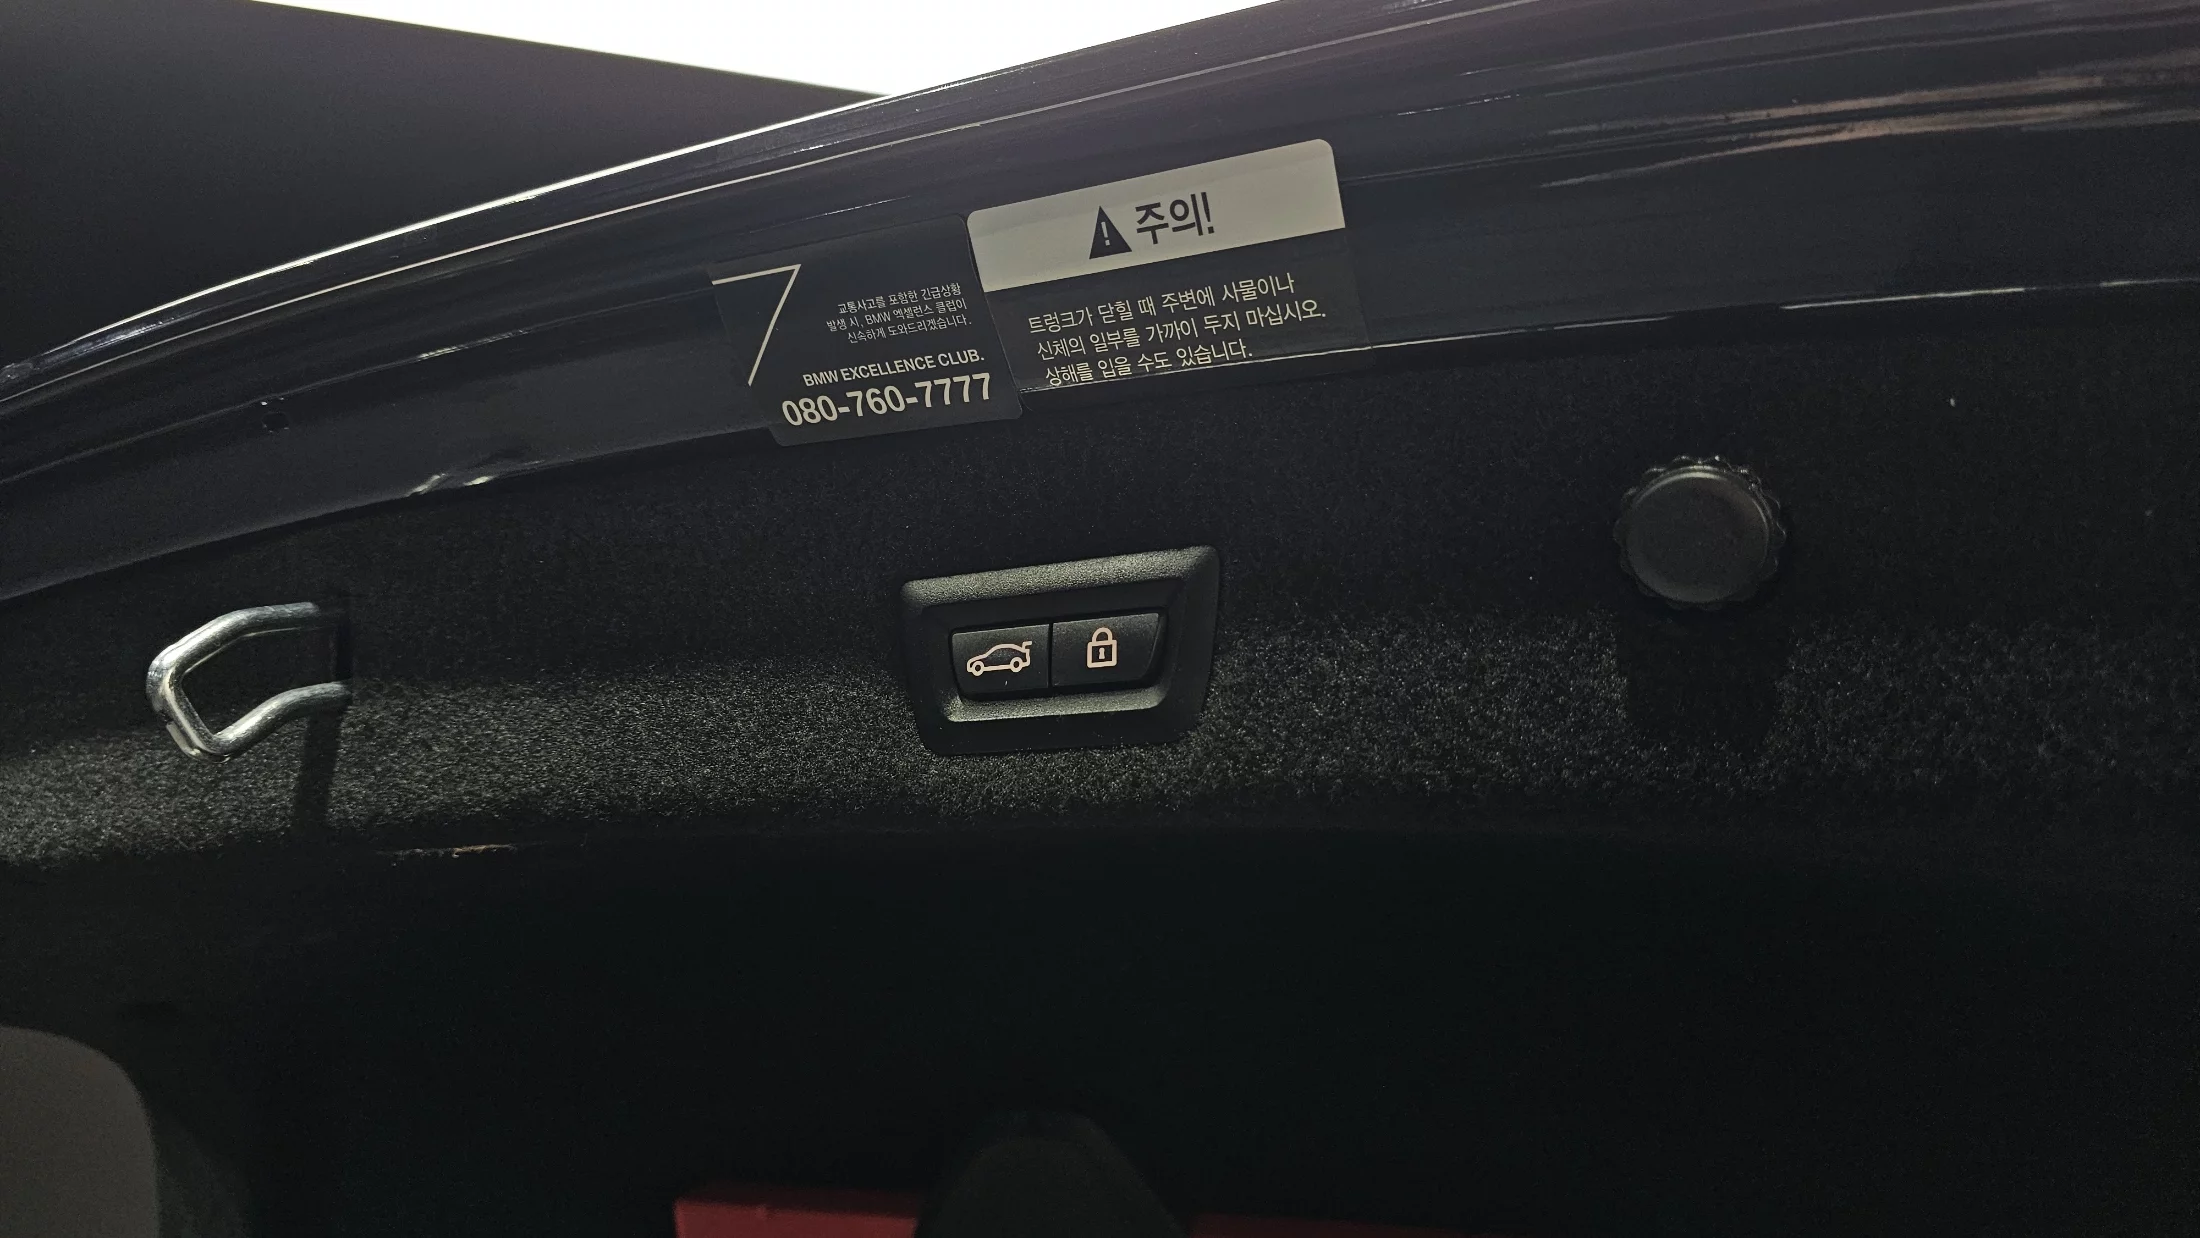 교통사고를 포함한 긴급상황
발생 시, BMW 엑셀런스 클럽이
신속하게 도와드리겠습니다.
BMW EXCELLENCE CLUB.
080-760-7777
주의!
트렁크가 닫힐 때 주변에 사물이나
신체의 일부를 가까이 두지 마십시오.
상해를 입을 수도 있습니다.